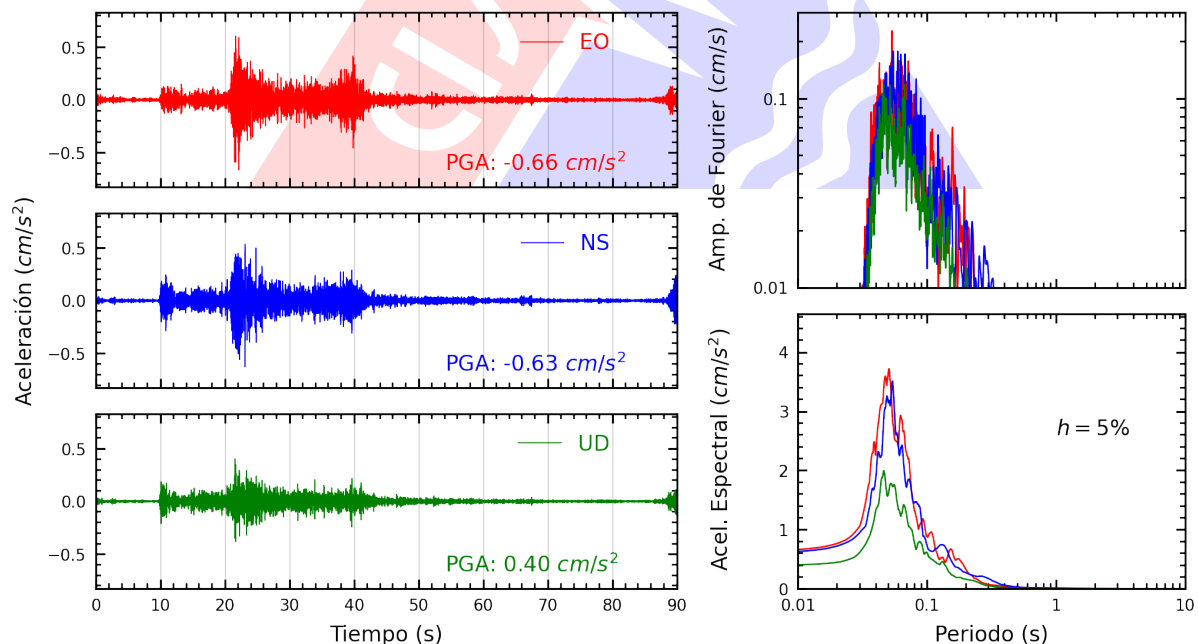 Aceleración (cm/s²)
0.5
0.0
−0.5
EO
PGA: -0.66 cm/s²
0.5
0.0
−0.5
NS
PGA: -0.63 cm/s²
0.5
0.0
−0.5
UD
PGA: 0.40 cm/s²
0 10 20 30 40 50 60 70 80 90
Tiempo (s)
Amp. de Fourier (cm/s)
0.1
0.01
Acel. Espectral (cm/s²)
4
3
2
1
0
h = 5%
0.01 0.1 1 10
Periodo (s)